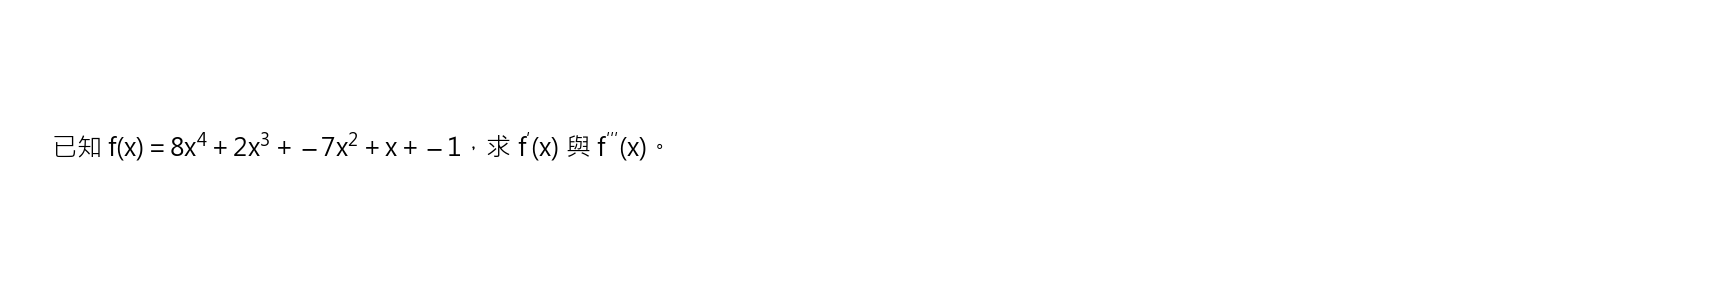 已知 f(x) = 8x⁴ + 2x³ + −7x² + x + −1，求 f′(x) 與 f′′′(x)。